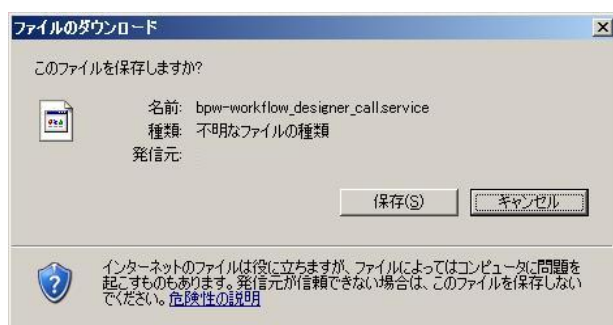 ファイルのダウンロード
このファイルを保存しますか?
名前: bpw-workflow_designer_call.service
種類: 不明なファイルの種類
発信元:
保存(S)
キャンセル
インターネットのファイルは役に立ちますが、ファイルによってはコンピュータに問題を
起こすものもあります。発信元が信頼できない場合は、このファイルを保存しない
でください。危険性の説明